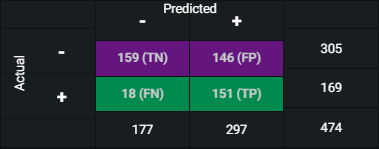 Predicted
- +
Actual
- 159 (TN) 146 (FP) 305
+ 18 (FN) 151 (TP) 169
177 297 474